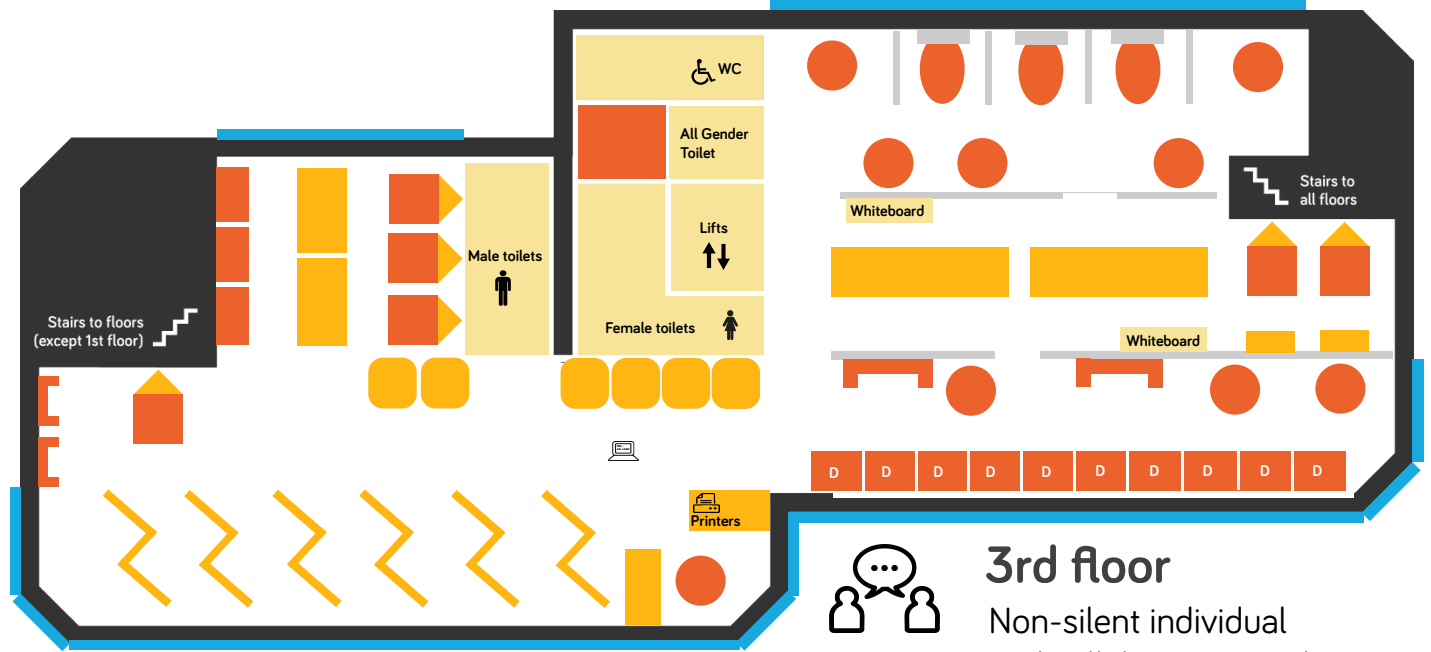 WC
All Gender
Toilet
Stairs to
all floors
Whiteboard
Lifts
Male toilets
Stairs to floors
(except 1st floor)
Female toilets
Whiteboard
D D D D D D D D D D
Printers
3rd floor
Non-silent individual